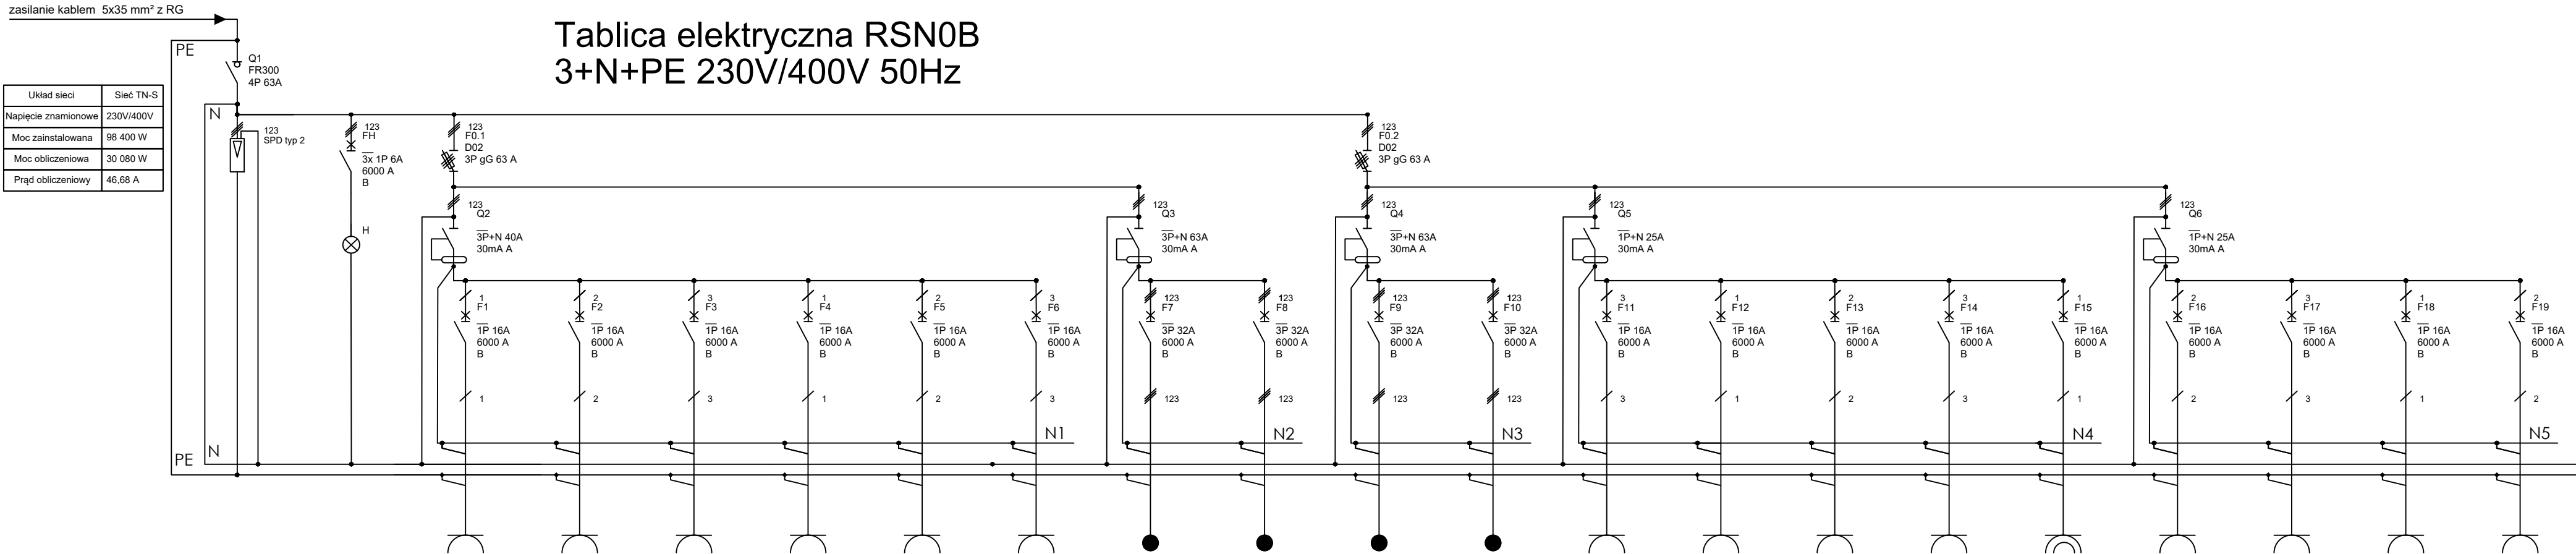 zasilanie kablem 5x35 mm² z RG
Tablica elektryczna RSN0B
3+N+PE 230V/400V 50Hz
PE
Q1
FR300
4P 63A
Układ sieci Sieć TN-S
Napięcie znamionowe 230V/400V
Moc zainstalowana 98 400 W
Moc obliczeniowa 30 080 W
Prąd obliczeniowy 46,68 A
N
123
SPD typ 2
123
FH
3x 1P 6A
6000 A
B
H
123
F0.1
D02
3P gG 63 A
123
F0.2
D02
3P gG 63 A
123
Q2
3P+N 40A
30mA A
123
Q3
3P+N 63A
30mA A
123
Q4
3P+N 63A
30mA A
123
Q5
1P+N 25A
30mA A
123
Q6
1P+N 25A
30mA A
1
F1
1P 16A
6000 A
B
1
2
F2
1P 16A
6000 A
B
2
3
F3
1P 16A
6000 A
B
3
1
F4
1P 16A
6000 A
B
1
2
F5
1P 16A
6000 A
B
2
3
F6
1P 16A
6000 A
B
3
123
F7
3P 32A
6000 A
B
123
123
F8
3P 32A
6000 A
B
123
123
F9
3P 32A
6000 A
B
123
123
F10
3P 32A
6000 A
B
123
3
F11
1P 16A
6000 A
B
3
1
F12
1P 16A
6000 A
B
1
2
F13
1P 16A
6000 A
B
2
3
F14
1P 16A
6000 A
B
3
1
F15
1P 16A
6000 A
B
1
2
F16
1P 16A
6000 A
B
2
3
F17
1P 16A
6000 A
B
3
1
F18
1P 16A
6000 A
B
1
2
F19
1P 16A
6000 A
B
2
N1
N2
N3
N4
N5
N
PE